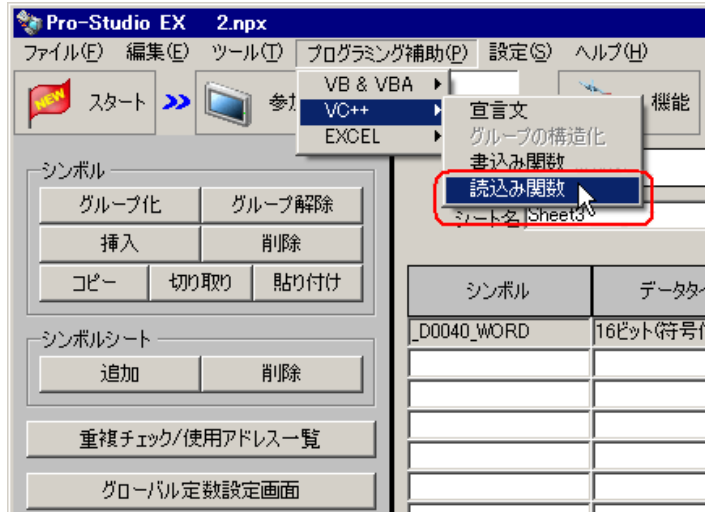 Pro-Studio EX 2.npx
ファイル(F) 編集(E) ツール(T) プログラミング補助(P) 設定(S) ヘルプ(H)
NEW スタート 機能
VB & VBA
VC++
EXCEL
宣言文
グループの構造化
書込み関数
読込み関数
シンボル
グループ化 グループ解除
挿入 削除
コピー 切り取り 貼り付け
シート名 Sheet3
シンボル データタイ
_D0040_WORD 16ビット(符号付
シンボルシート
追加 削除
重複チェック/使用アドレス一覧
グローバル定数設定画面